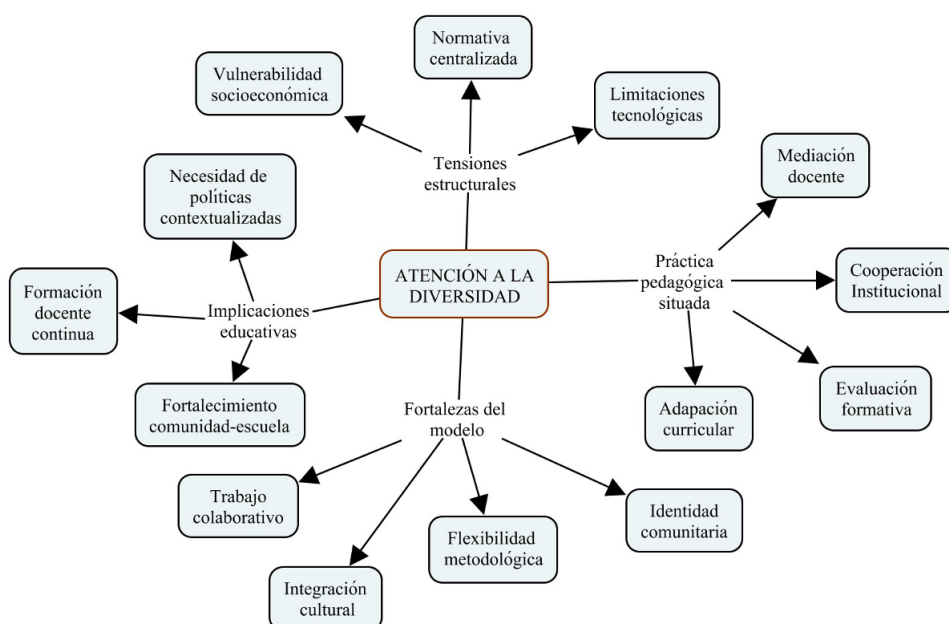 Normativa
centralizada
Vulnerabilidad
socioeconómica
Limitaciones
tecnológicas
Tensiones
estructurales
Mediación
docente
Necesidad de
políticas
contextualizadas
ATENCIÓN A LA
DIVERSIDAD
Práctica
pedagógica
situada
Cooperación
Institucional
Formación
docente
continua
Implicaciones
educativas
Fortalecimiento
comunidad-escuela
Fortalezas del
modelo
Adapación
curricular
Evaluación
formativa
Trabajo
colaborativo
Integración
cultural
Flexibilidad
metodológica
Identidad
comunitaria